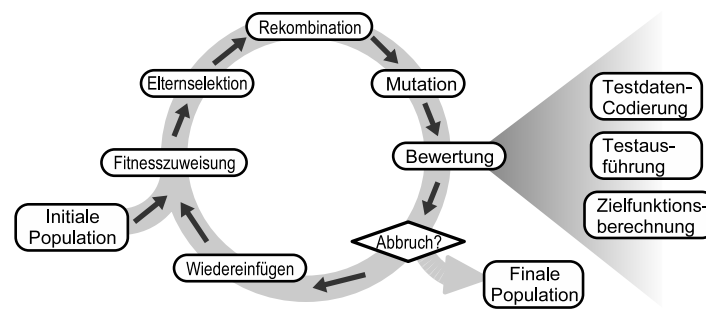 Rekombination
Elternselektion
Mutation
Testdaten-
Codierung
Fitnesszuweisung
Bewertung
Testaus-
führung
Initiale
Population
Zielfunktions-
berechnung
Abbruch?
Wiedereinfügen
Finale
Population